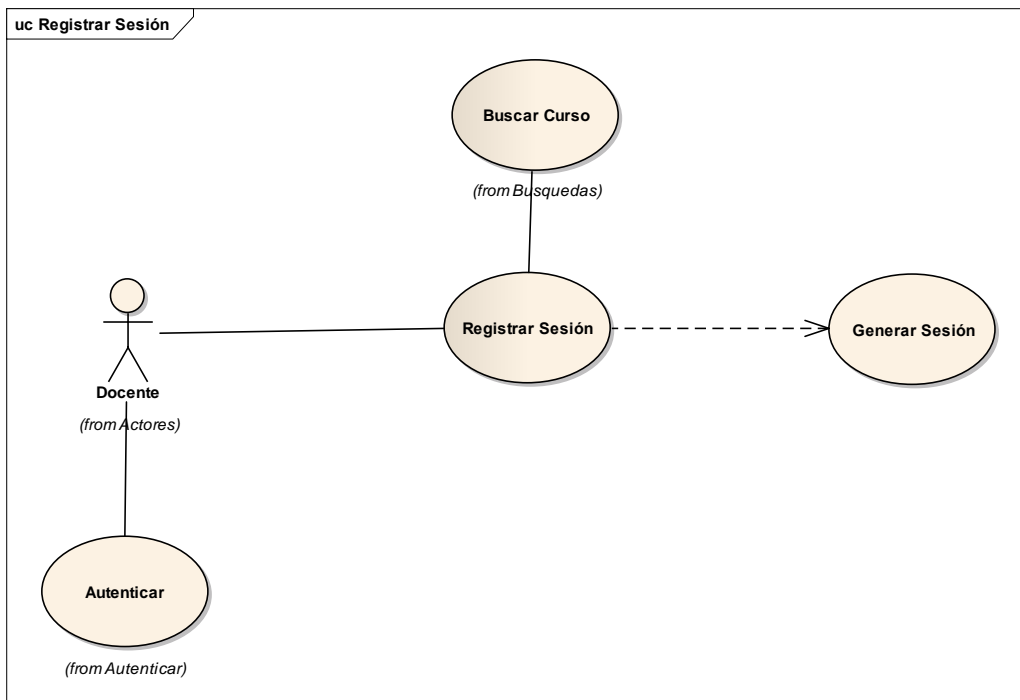 uc Registrar Sesión
Buscar Curso
(from Busquedas)
Registrar Sesión
Generar Sesión
Docente
(from Actores)
Autenticar
(from Autenticar)